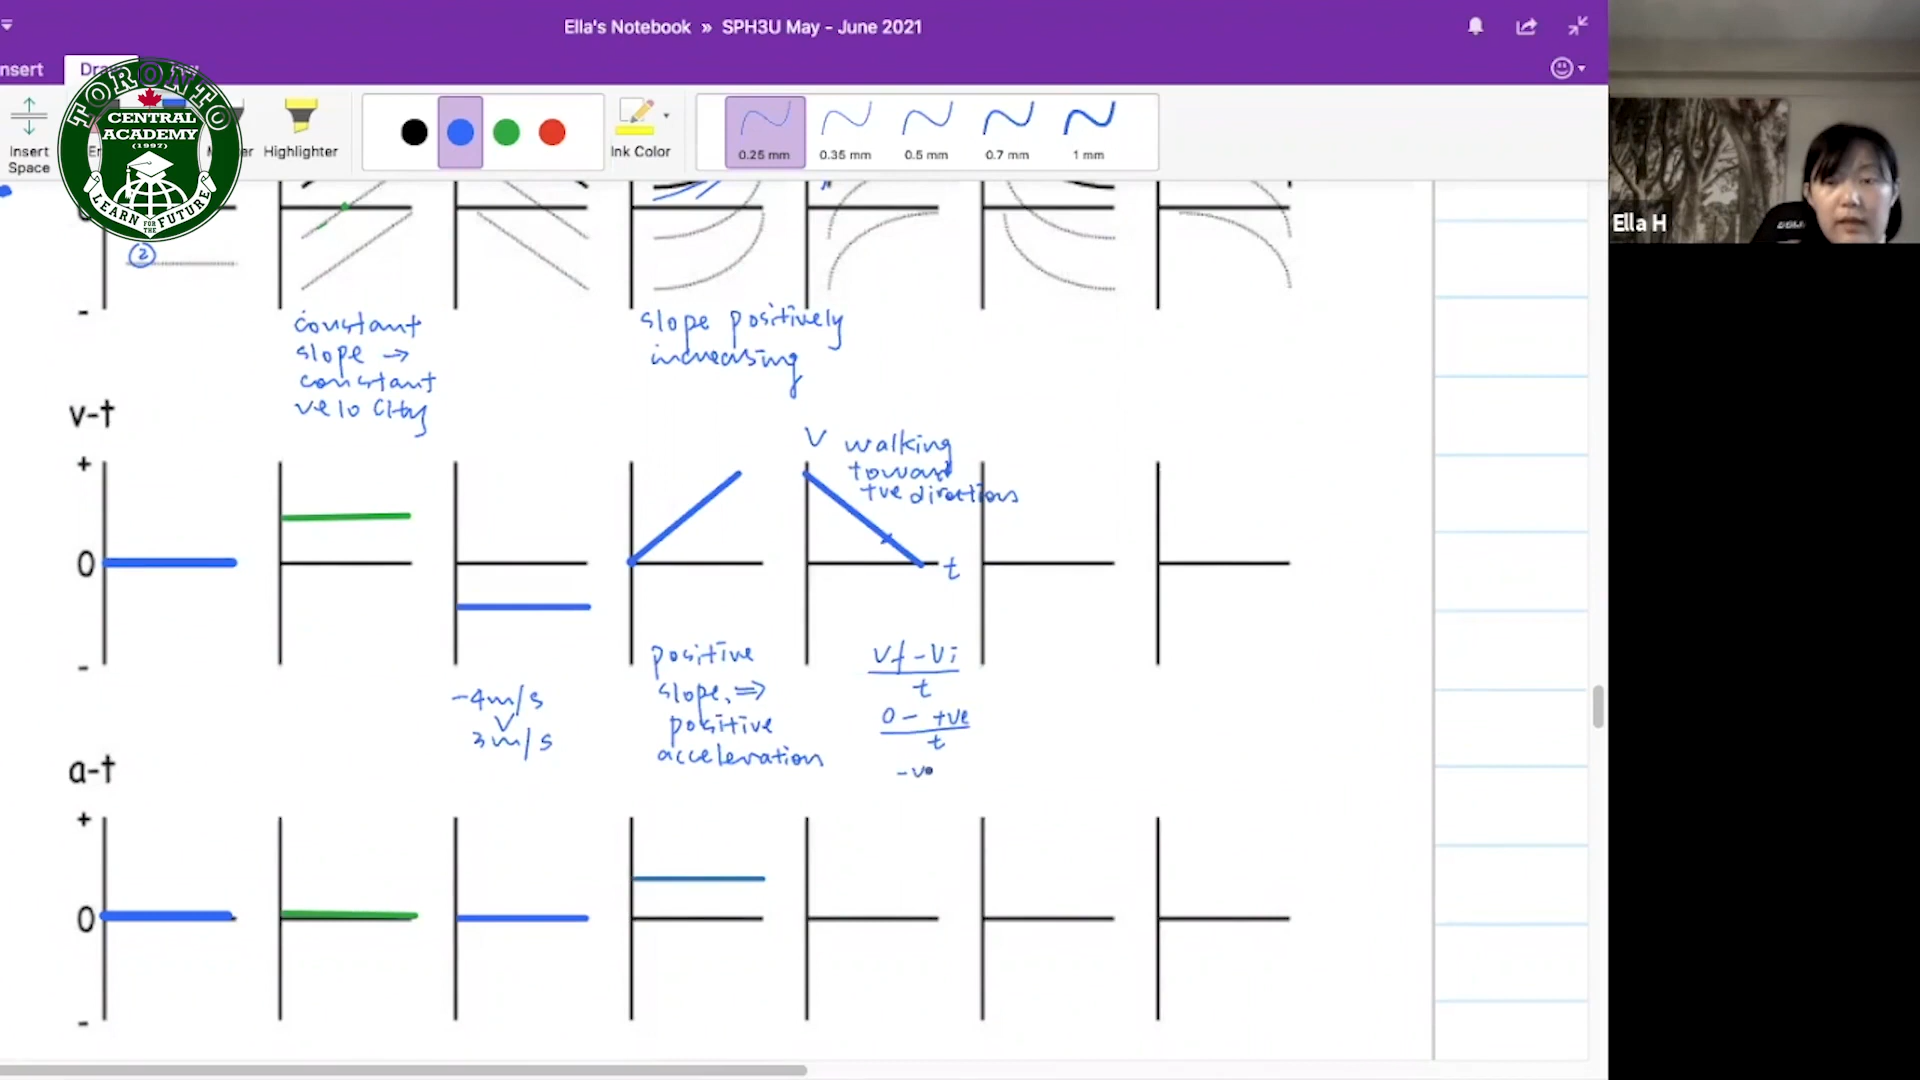 Ella's Notebook » SPH3U May - June 2021
nsert
Insert
Space
Highlighter
Ink Color
0.25 mm
0.35 mm
0.5 mm
0.7 mm
1 mm
TORONTO
CENTRAL
ACADEMY
(1997)
LEARN FOR THE FUTURE
Ella H
2
-
constant
slope →
constant
velocity
slope positively
increasing
v-t
+
0
-
V walking
toward
+ve directions
t
-4m/s
V
3m/s
positive
slope ⇒
positive
acceleration
Vf - Vi
t
0 - +ve
t
-v
a-t
+
0
-